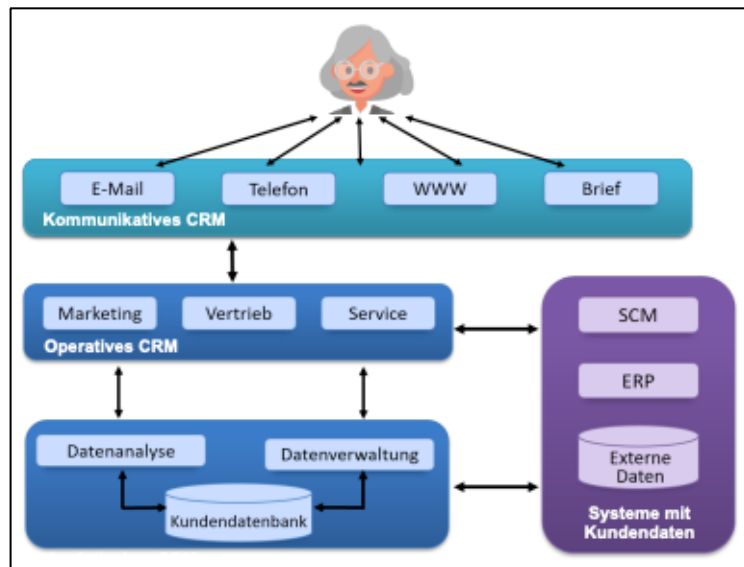 E-Mail
Telefon
WWW
Brief
Kommunikatives CRM
Marketing
Vertrieb
Service
Operatives CRM
SCM
ERP
Externe
Daten
Systeme mit
Kundendaten
Datenanalyse
Datenverwaltung
Kundendatenbank